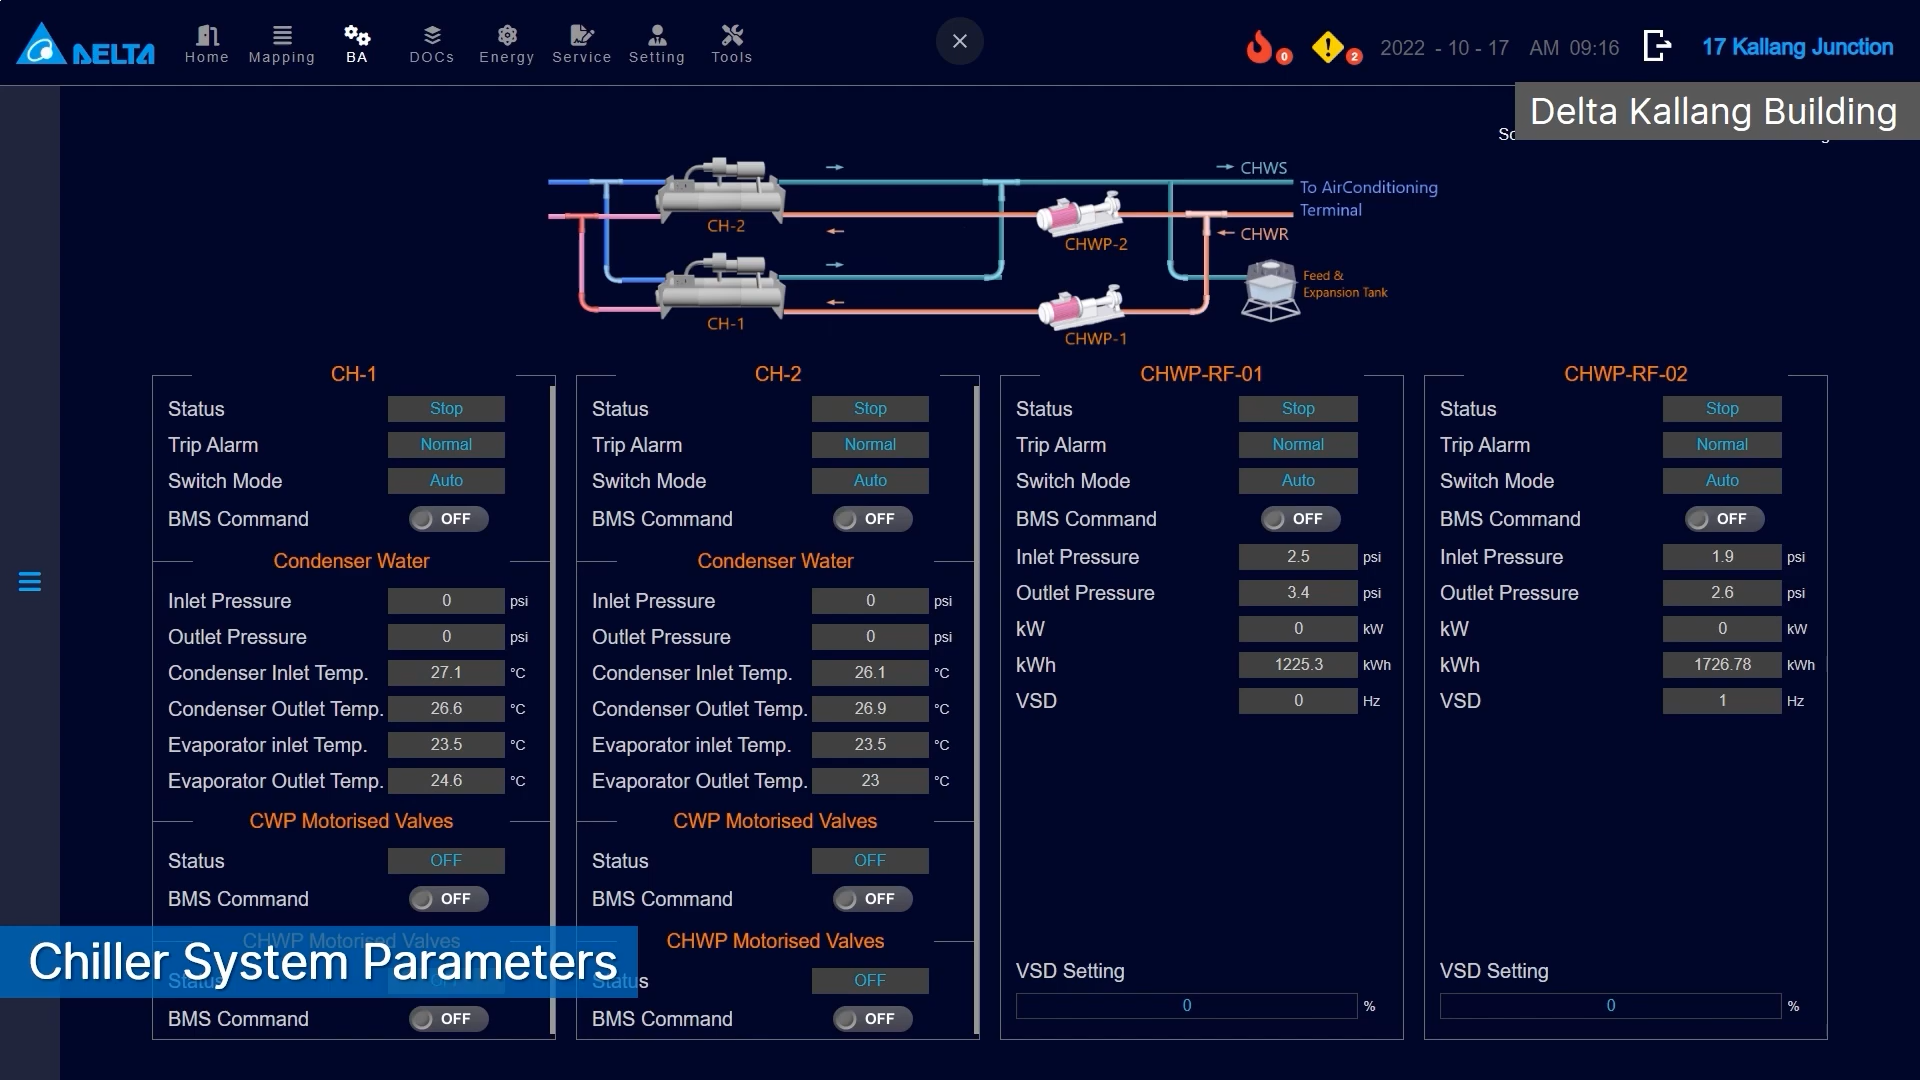 DELTA
Home
Mapping
BA
DOCs
Energy
Service
Setting
Tools
0
2
2022 - 10 - 17 AM 09:16
17 Kallang Junction
Delta Kallang Building
CHWS
To AirConditioning
Terminal
CH-2
CHWP-2
CHWR
Feed &
Expansion Tank
CH-1
CHWP-1
CH-1
Status Stop
Trip Alarm Normal
Switch Mode Auto
BMS Command OFF
Condenser Water
Inlet Pressure 0 psi
Outlet Pressure 0 psi
Condenser Inlet Temp. 27.1 °C
Condenser Outlet Temp. 26.6 °C
Evaporator inlet Temp. 23.5 °C
Evaporator Outlet Temp. 24.6 °C
CWP Motorised Valves
Status OFF
BMS Command OFF
CHWP Motorised Valves
Status OFF
BMS Command OFF
CH-2
Status Stop
Trip Alarm Normal
Switch Mode Auto
BMS Command OFF
Condenser Water
Inlet Pressure 0 psi
Outlet Pressure 0 psi
Condenser Inlet Temp. 26.1 °C
Condenser Outlet Temp. 26.9 °C
Evaporator inlet Temp. 23.5 °C
Evaporator Outlet Temp. 23 °C
CWP Motorised Valves
Status OFF
BMS Command OFF
CHWP Motorised Valves
OFF
BMS Command OFF
CHWP-RF-01
Status Stop
Trip Alarm Normal
Switch Mode Auto
BMS Command OFF
Inlet Pressure 2.5 psi
Outlet Pressure 3.4 psi
kW 0 kW
kWh 1225.3 kWh
VSD 0 Hz
VSD Setting
0 %
CHWP-RF-02
Status Stop
Trip Alarm Normal
Switch Mode Auto
BMS Command OFF
Inlet Pressure 1.9 psi
Outlet Pressure 2.6 psi
kW 0 kW
kWh 1726.78 kWh
VSD 1 Hz
VSD Setting
0 %
Chiller System Parameters